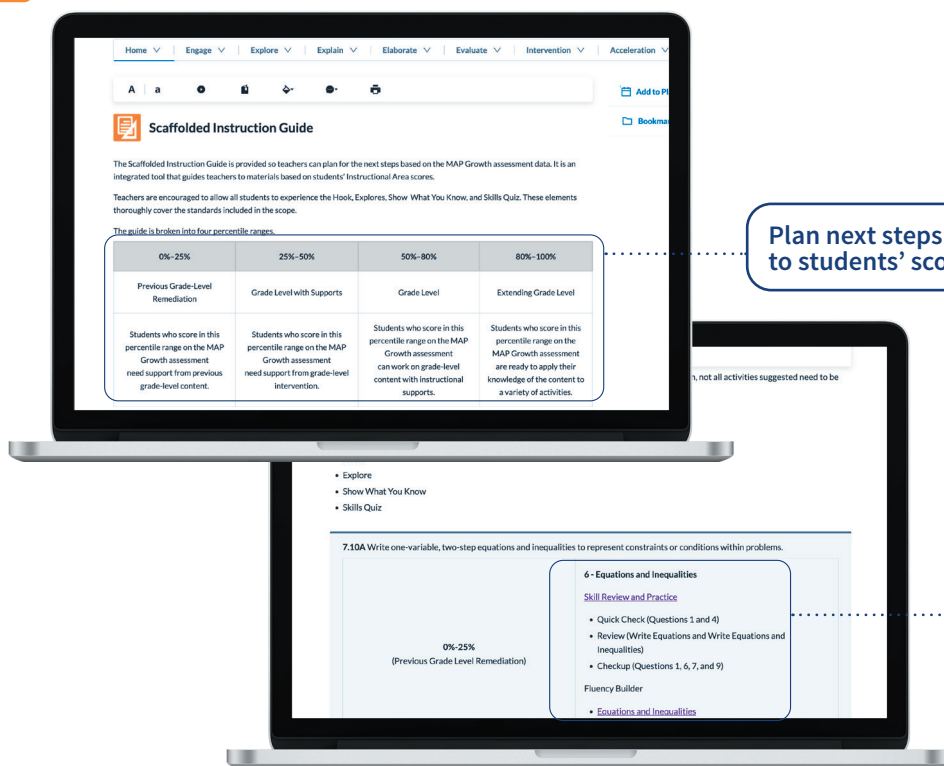 Home
Engage
Explore
Explain
Elaborate
Evaluate
Intervention
Acceleration
A a
Add to Pl
Bookma
Scaffolded Instruction Guide
The Scaffolded Instruction Guide is provided so teachers can plan for the next steps based on the MAP Growth assessment data. It is an
integrated tool that guides teachers to materials based on students' Instructional Area scores.
Teachers are encouraged to allow all students to experience the Hook, Explores, Show What You Know, and Skills Quiz. These elements
thoroughly cover the standards included in the scope.
The guide is broken into four percentile ranges.
0%–25%
25%–50%
50%–80%
80%–100%
Previous Grade-Level
Remediation
Grade Level with Supports
Grade Level
Extending Grade Level
Students who score in this
percentile range on the MAP
Growth assessment
need support from previous
grade-level content.
Students who score in this
percentile range on the MAP
Growth assessment
need support from grade-level
intervention.
Students who score in this
percentile range on the MAP
Growth assessment
can work on grade-level
content with instructional
supports.
Students who score in this
percentile range on the
MAP Growth assessment
are ready to apply their
knowledge of the content to
a variety of activities.
Plan next steps
to students' sco
, not all activities suggested need to be
• Explore
• Show What You Know
• Skills Quiz
7.10A Write one-variable, two-step equations and inequalities to represent constraints or conditions within problems.
0%-25%
(Previous Grade Level Remediation)
6 - Equations and Inequalities
Skill Review and Practice
• Quick Check (Questions 1 and 4)
• Review (Write Equations and Write Equations and
Inequalities)
• Checkup (Questions 1, 6, 7, and 9)
Fluency Builder
• Equations and Inequalities